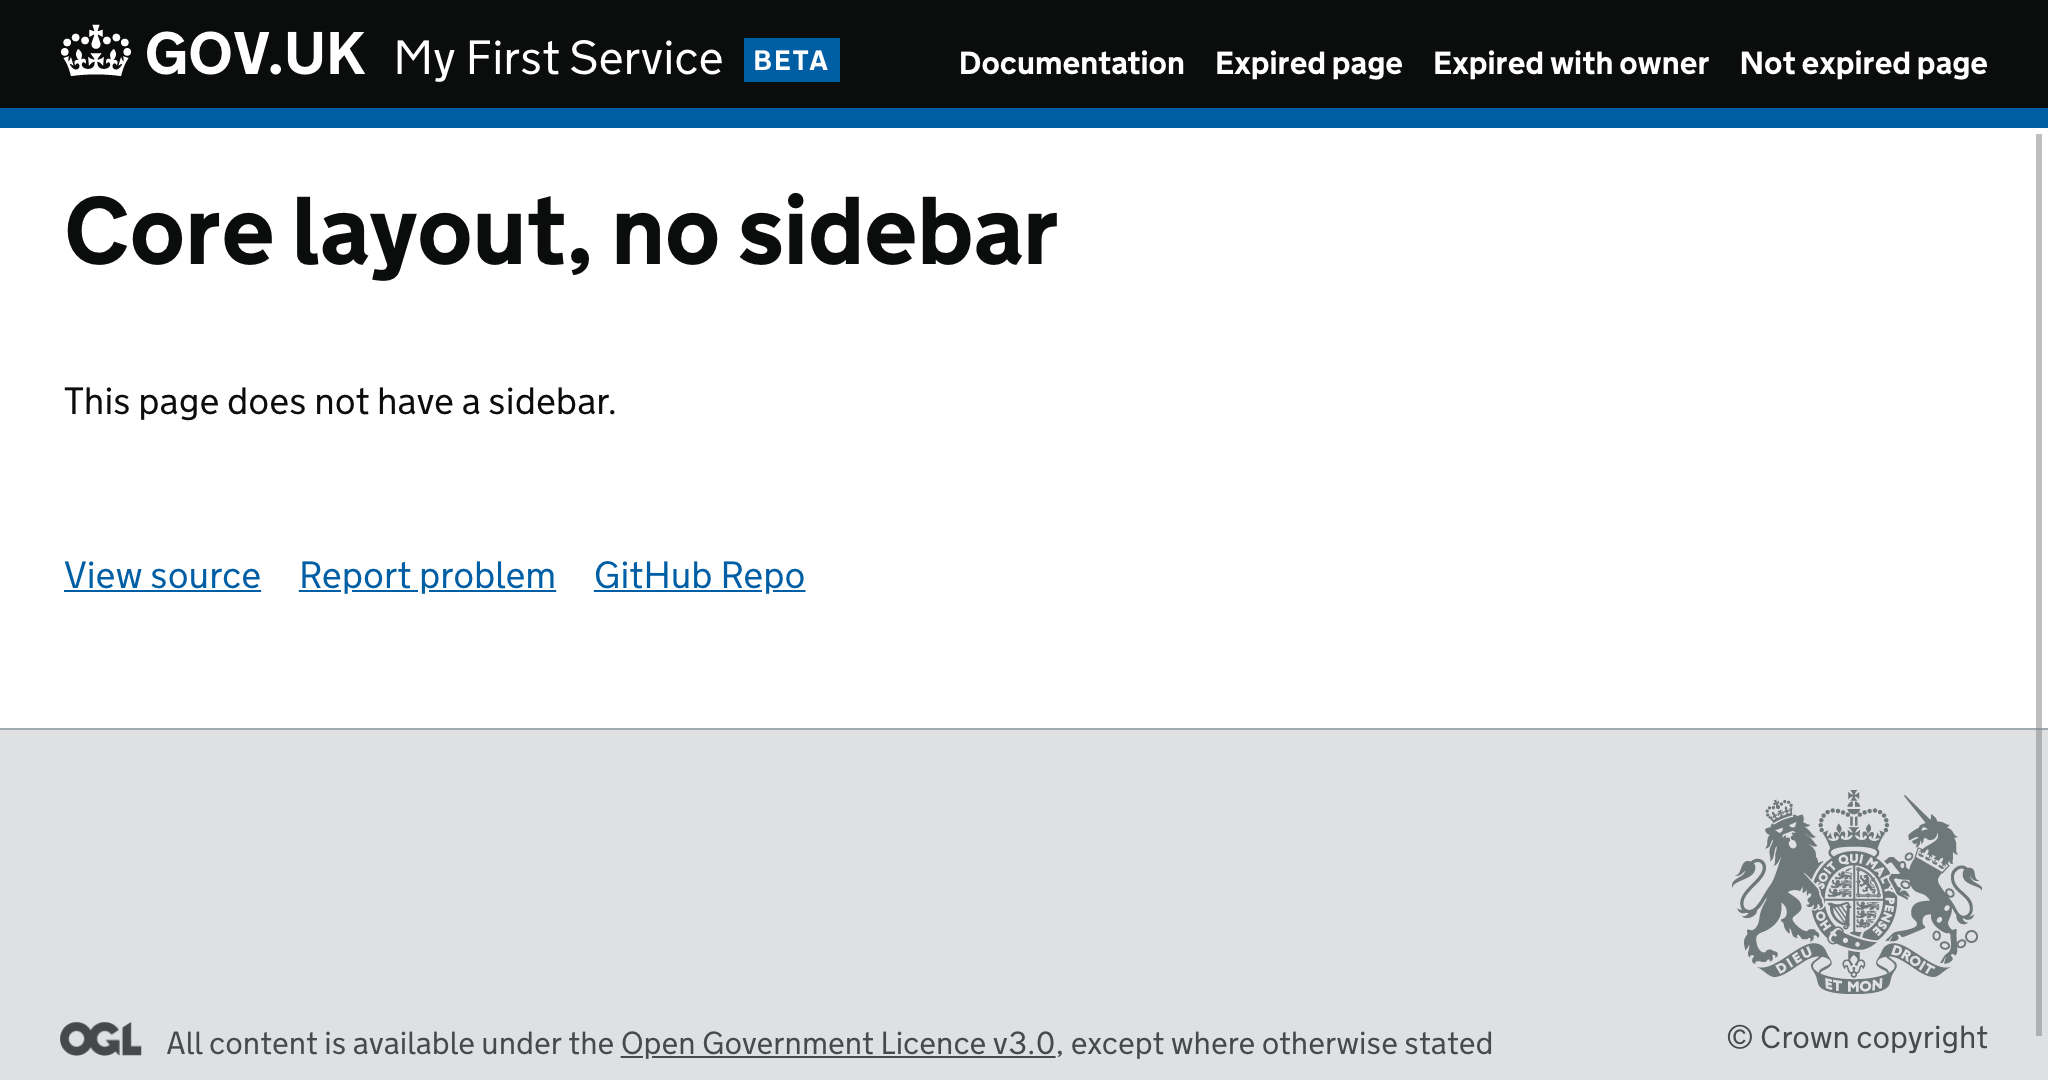 GOV.UK My First Service BETA Documentation Expired page Expired with owner Not expired page
Core layout, no sidebar
This page does not have a sidebar.
View source Report problem GitHub Repo
SOIT QUI MAL Y PENSE
HO
DIEU ET MON DROIT
OGL All content is available under the Open Government Licence v3.0, except where otherwise stated
© Crown copyright